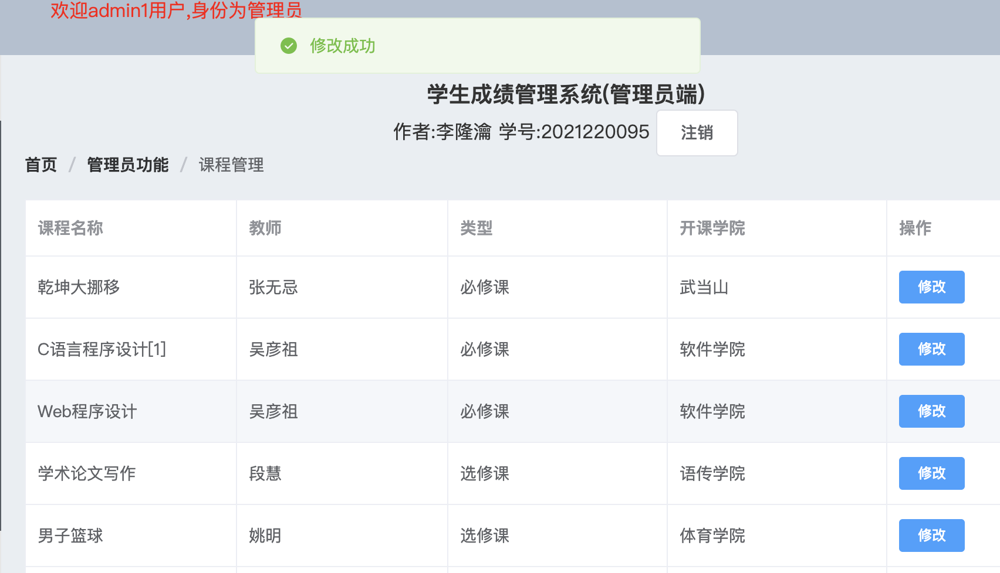 欢迎admin1用户,身份为管理员
修改成功
学生成绩管理系统(管理员端)
作者:李隆瀹 学号:2021220095 注销
首页 / 管理员功能 / 课程管理
课程名称 教师 类型 开课学院 操作
乾坤大挪移 张无忌 必修课 武当山 修改
C语言程序设计[1] 吴彦祖 必修课 软件学院 修改
Web程序设计 吴彦祖 必修课 软件学院 修改
学术论文写作 段慧 选修课 语传学院 修改
男子篮球 姚明 选修课 体育学院 修改